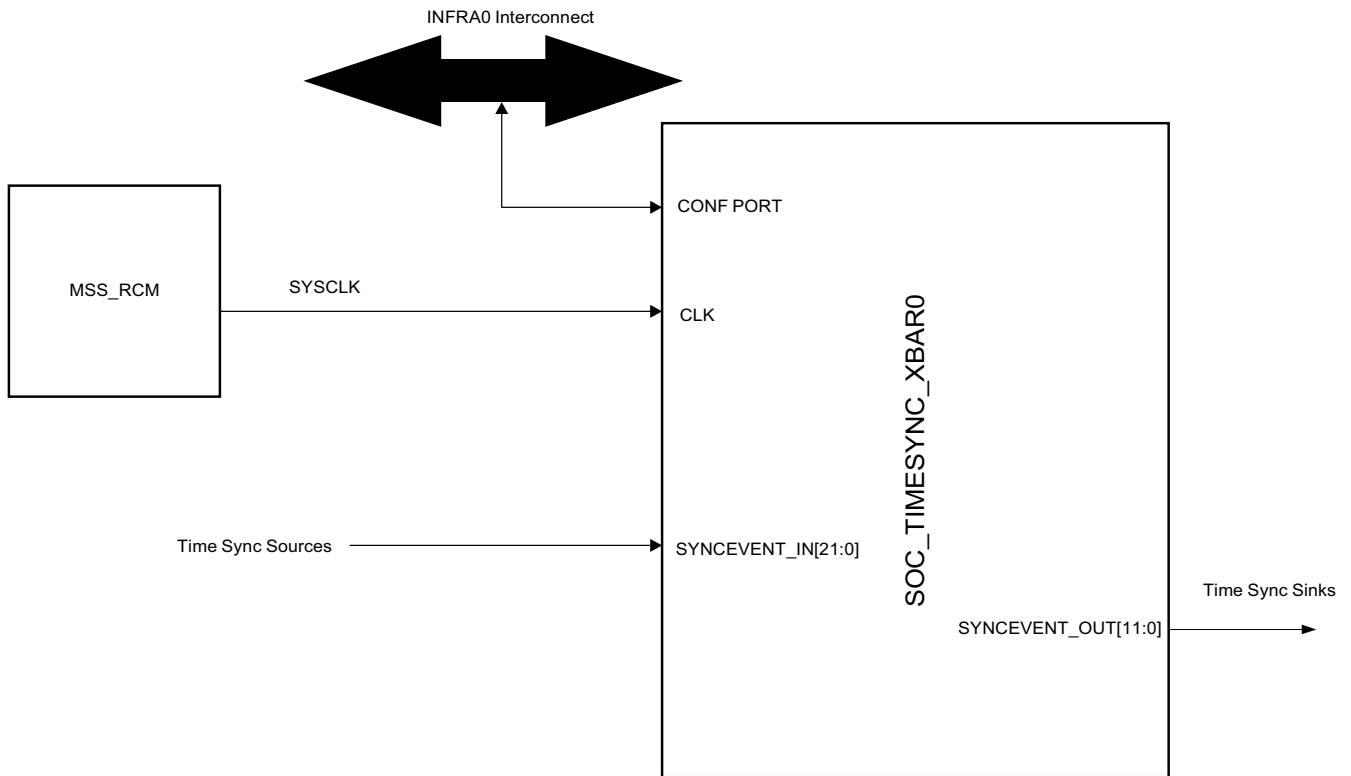 INFRA0 Interconnect
CONF PORT
MSS_RCM
SYSCLK
CLK
SOC_TIMESYNC_XBAR0
Time Sync Sources
SYNCEVENT_IN[21:0]
Time Sync Sinks
SYNCEVENT_OUT[11:0]